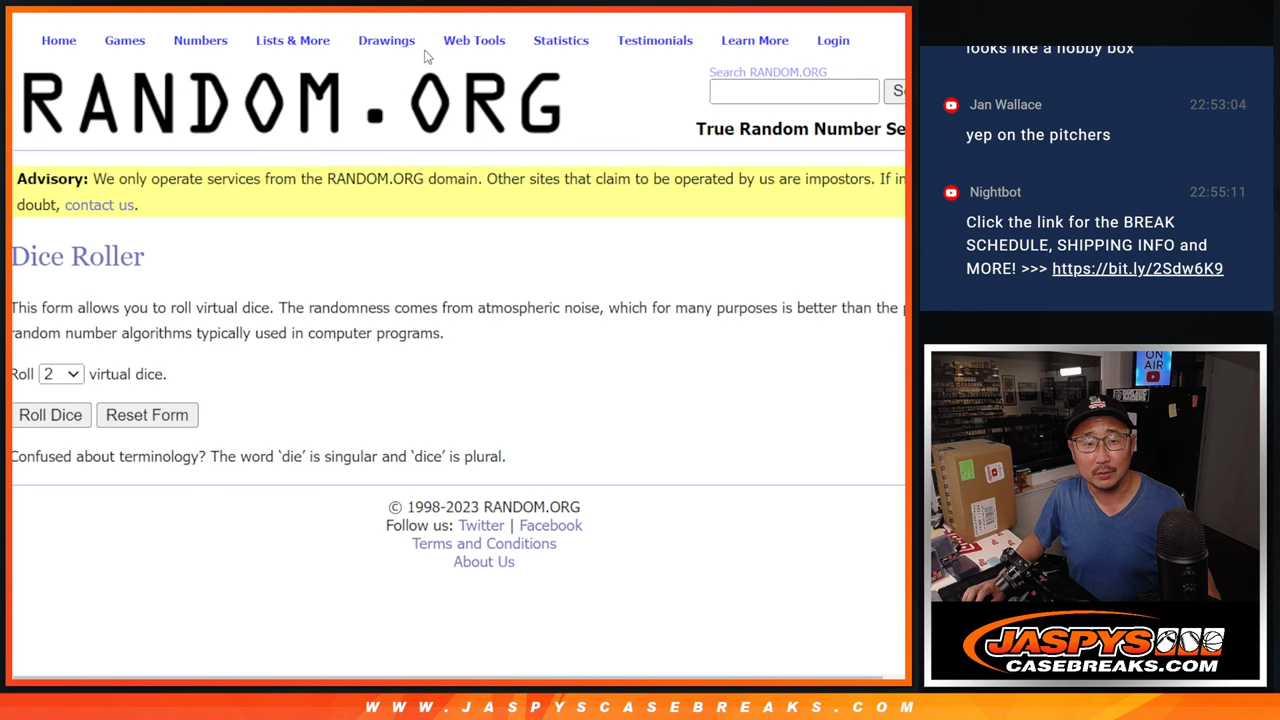 Home Games Numbers Lists & More Drawings Web Tools Statistics Testimonials Learn More Login
RANDOM.ORG
Search RANDOM.ORG
True Random Number Se
Advisory: We only operate services from the RANDOM.ORG domain. Other sites that claim to be operated by us are impostors. If in
doubt, contact us.
Dice Roller
This form allows you to roll virtual dice. The randomness comes from atmospheric noise, which for many purposes is better than the p
random number algorithms typically used in computer programs.
Roll 2 virtual dice.
Roll Dice Reset Form
Confused about terminology? The word ‘die’ is singular and ‘dice’ is plural.
© 1998-2023 RANDOM.ORG
Follow us: Twitter | Facebook
Terms and Conditions
About Us
looks like a hobby box
Jan Wallace 22:53:04
yep on the pitchers
Nightbot 22:55:11
Click the link for the BREAK
SCHEDULE, SHIPPING INFO and
MORE! >>> https://bit.ly/2Sdw6K9
ON
AIR
JASPYS
CASEBREAKS.COM
WWW.JASPYSCASEBREAKS.COM